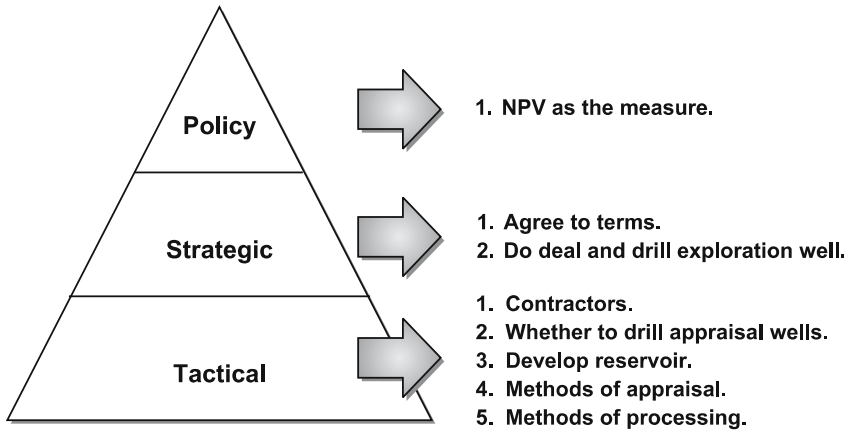 Policy
1. NPV as the measure.
Strategic
1. Agree to terms.
2. Do deal and drill exploration well.
Tactical
1. Contractors.
2. Whether to drill appraisal wells.
3. Develop reservoir.
4. Methods of appraisal.
5. Methods of processing.